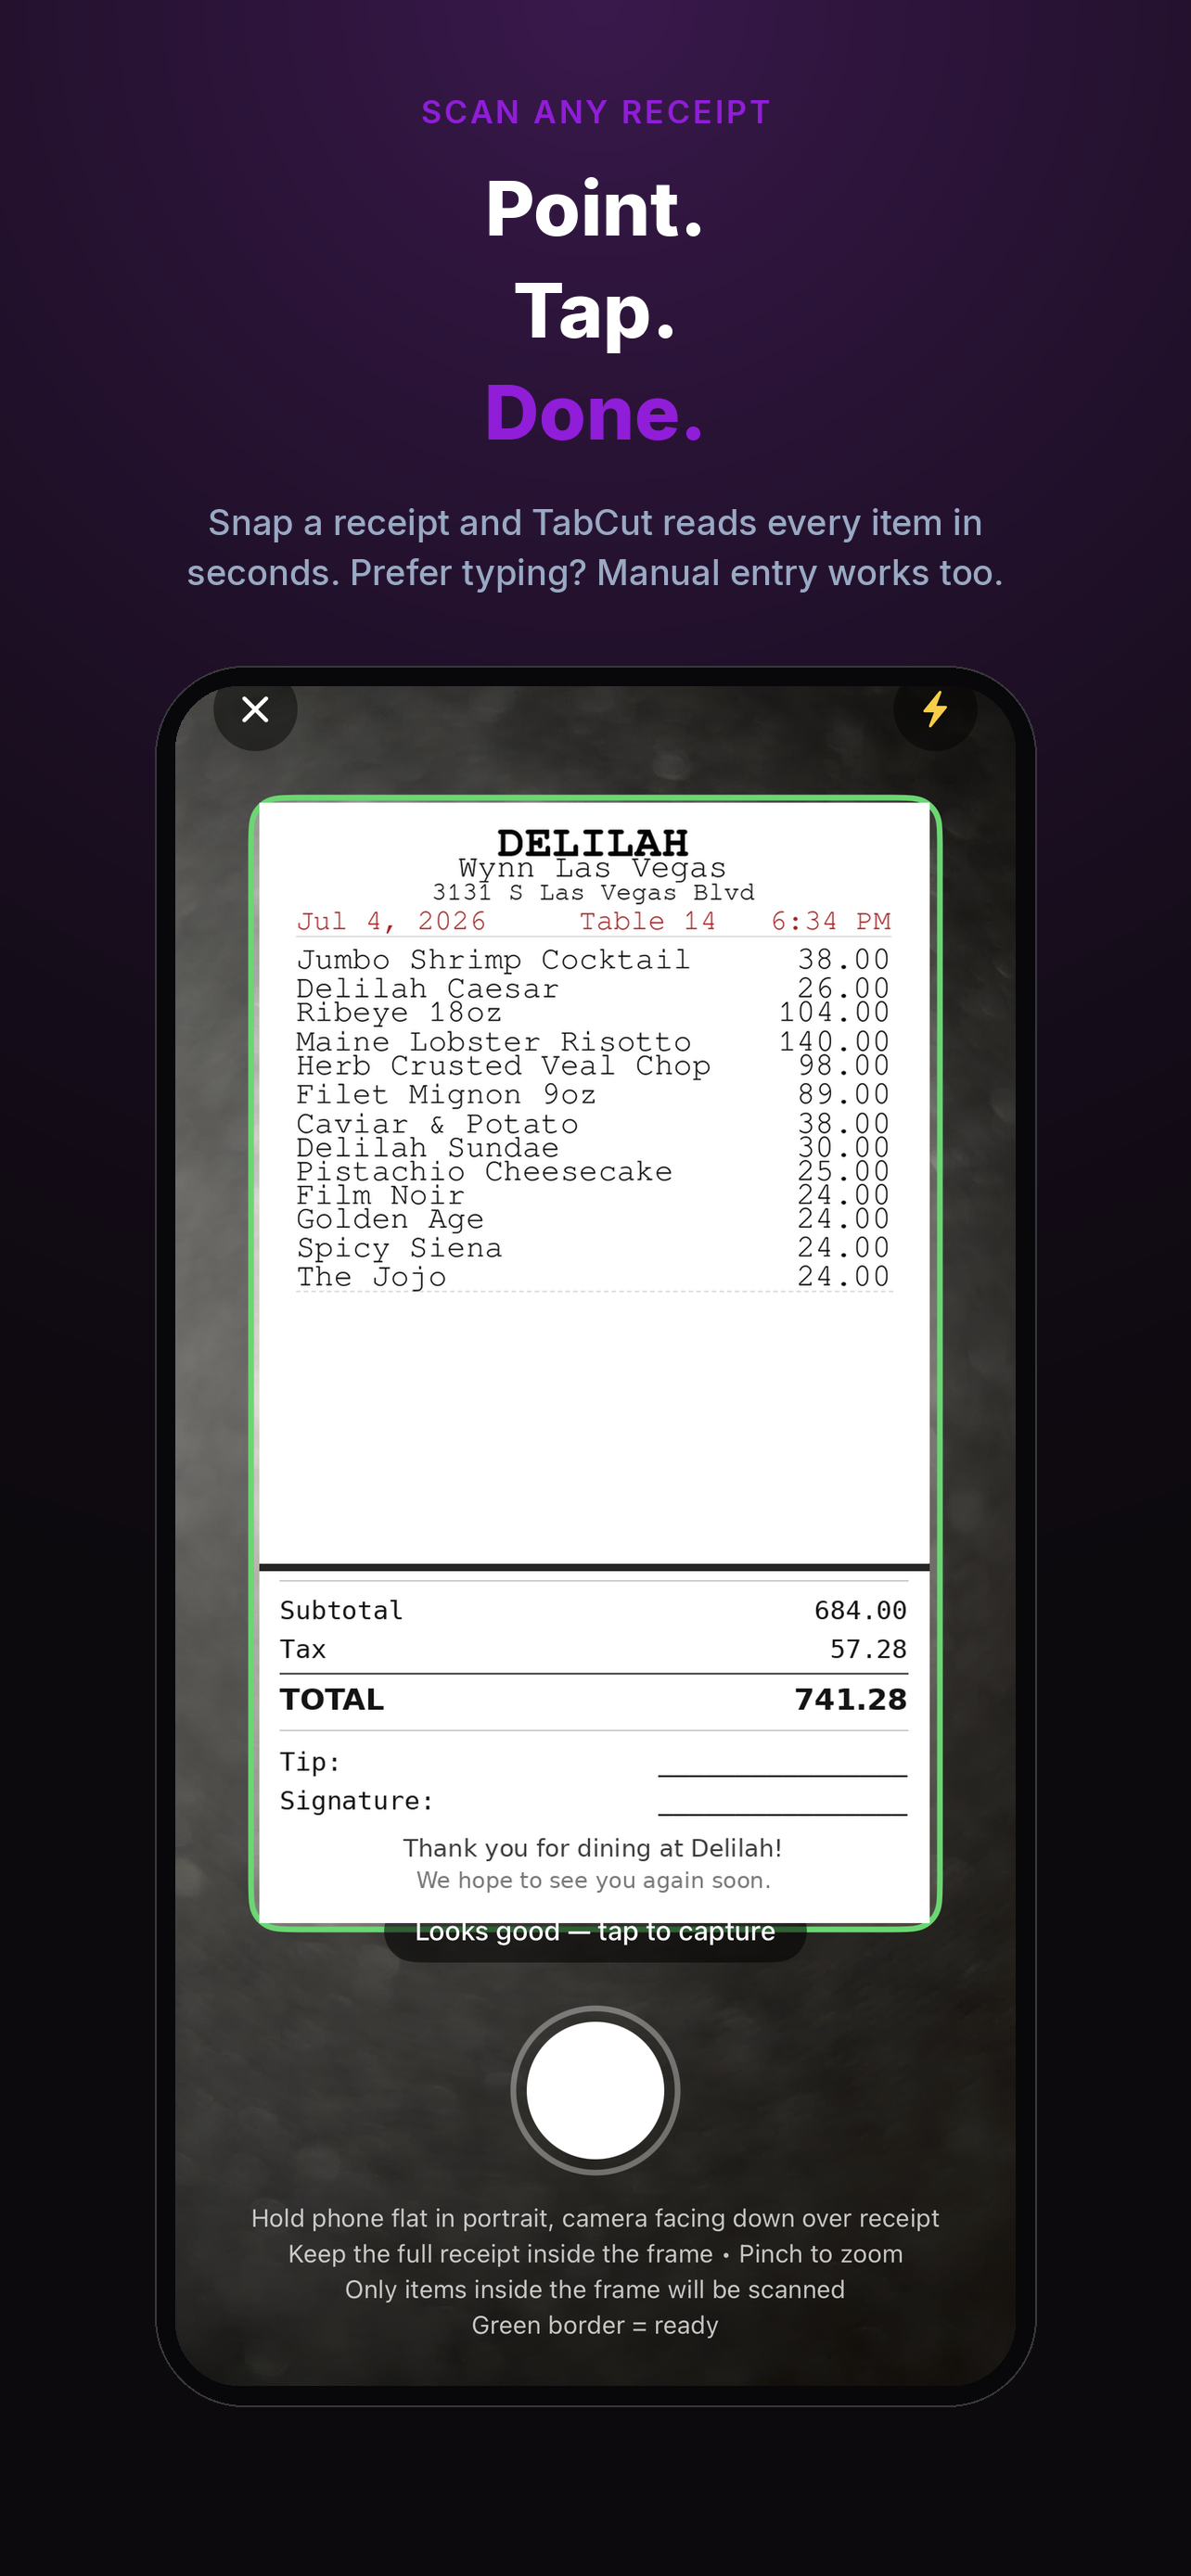 SCAN ANY RECEIPT
Point.
Tap.
Done.
Snap a receipt and TabCut reads every item in
seconds. Prefer typing? Manual entry works too.
DELILAH
Wynn Las Vegas
3131 S Las Vegas Blvd
Jul 4, 2026 Table 14 6:34 PM
Jumbo Shrimp Cocktail 38.00
Delilah Caesar 26.00
Ribeye 18oz 104.00
Maine Lobster Risotto 140.00
Herb Crusted Veal Chop 98.00
Filet Mignon 9oz 89.00
Caviar & Potato 38.00
Delilah Sundae 30.00
Pistachio Cheesecake 25.00
Film Noir 24.00
Golden Age 24.00
Spicy Siena 24.00
The Jojo 24.00
Subtotal 684.00
Tax 57.28
TOTAL 741.28
Tip:
Signature:
Thank you for dining at Delilah!
We hope to see you again soon.
Looks good — tap to capture
Hold phone flat in portrait, camera facing down over receipt
Keep the full receipt inside the frame • Pinch to zoom
Only items inside the frame will be scanned
Green border = ready